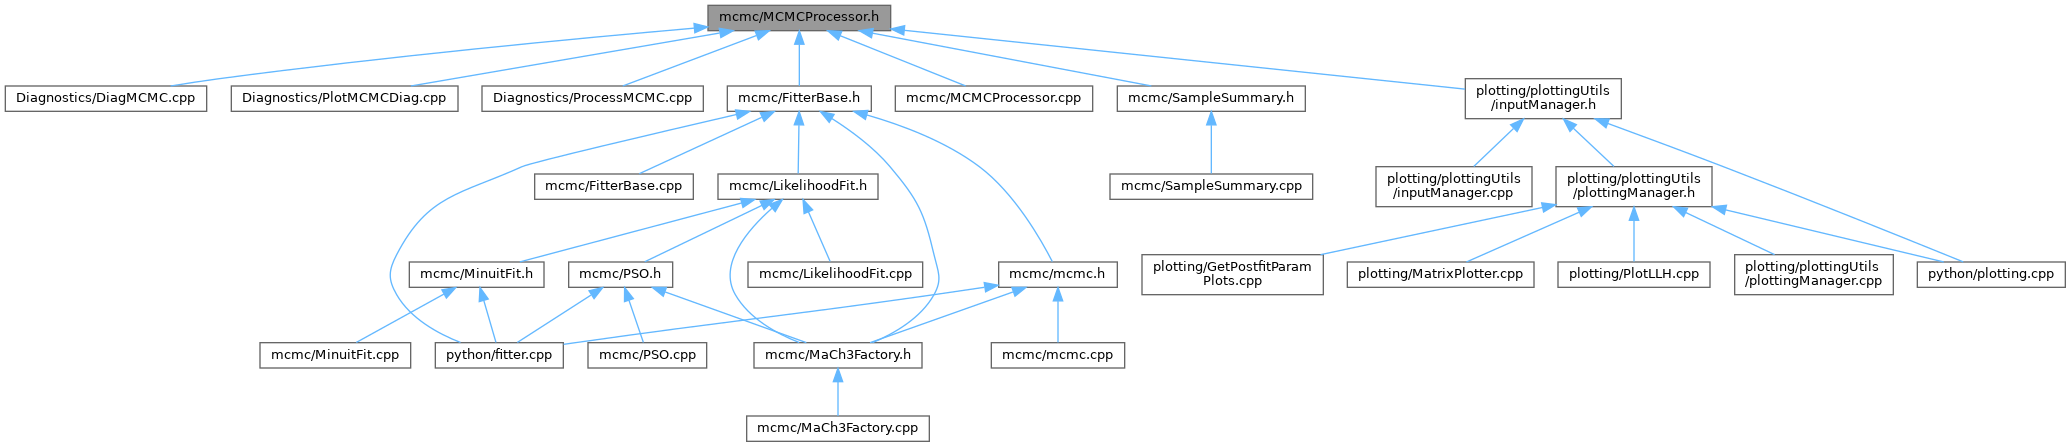 mcmc/MCMCProcessor.h
Diagnostics/DiagMCMC.cpp
Diagnostics/PlotMCMCDiag.cpp
Diagnostics/ProcessMCMC.cpp
mcmc/FitterBase.h
mcmc/MCMCProcessor.cpp
mcmc/SampleSummary.h
plotting/plottingUtils
/inputManager.h
mcmc/FitterBase.cpp
mcmc/LikelihoodFit.h
mcmc/SampleSummary.cpp
plotting/plottingUtils
/inputManager.cpp
plotting/plottingUtils
/plottingManager.h
mcmc/MinuitFit.h
mcmc/PSO.h
mcmc/LikelihoodFit.cpp
mcmc/mcmc.h
plotting/GetPostfitParam
Plots.cpp
plotting/MatrixPlotter.cpp
plotting/PlotLLH.cpp
plotting/plottingUtils
/plottingManager.cpp
python/plotting.cpp
mcmc/MinuitFit.cpp
python/fitter.cpp
mcmc/PSO.cpp
mcmc/MaCh3Factory.h
mcmc/mcmc.cpp
mcmc/MaCh3Factory.cpp